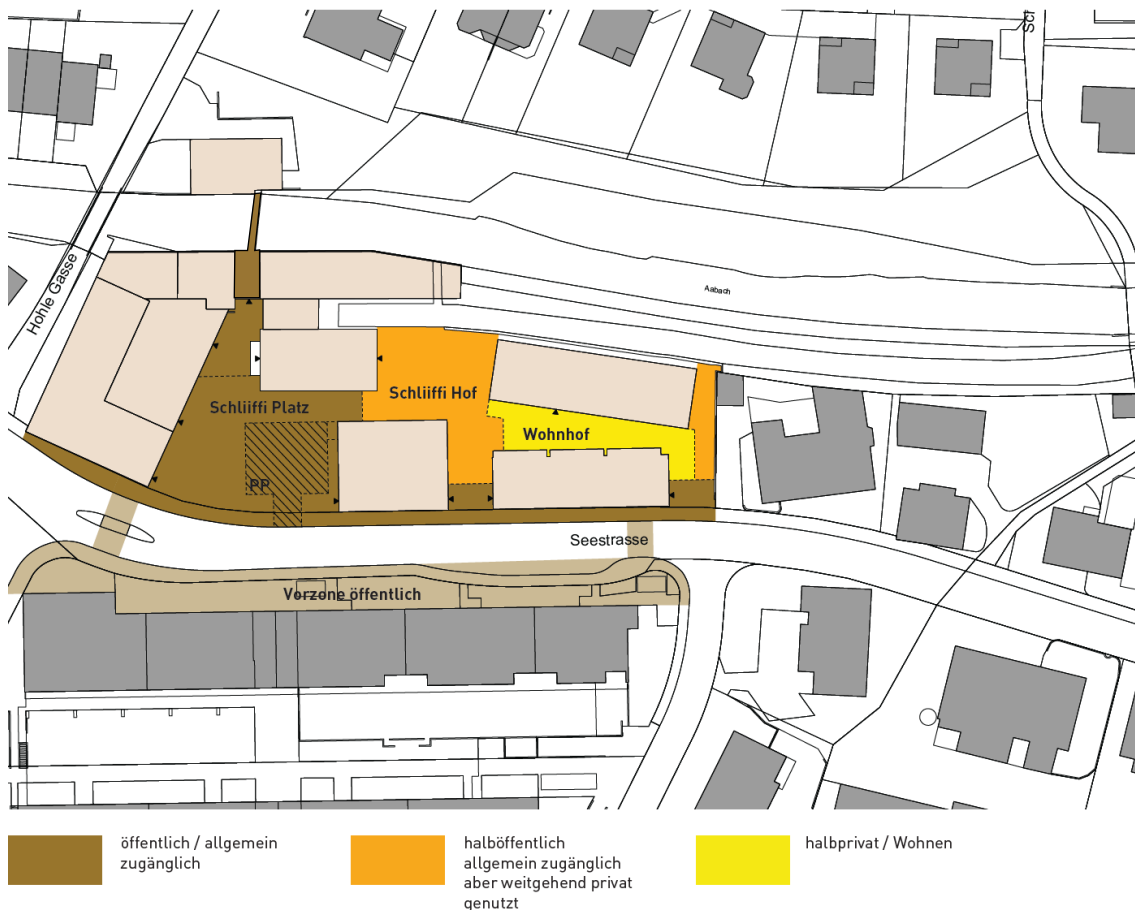 Hohle Gasse
Aabach
Schliiffi Platz
Schliiffi Hof
Wohnhof
PP
Seestrasse
Vorzone öffentlich
öffentlich / allgemein
zugänglich
halböffentlich
allgemein zugänglich
aber weitgehend privat
genutzt
halbprivat / Wohnen